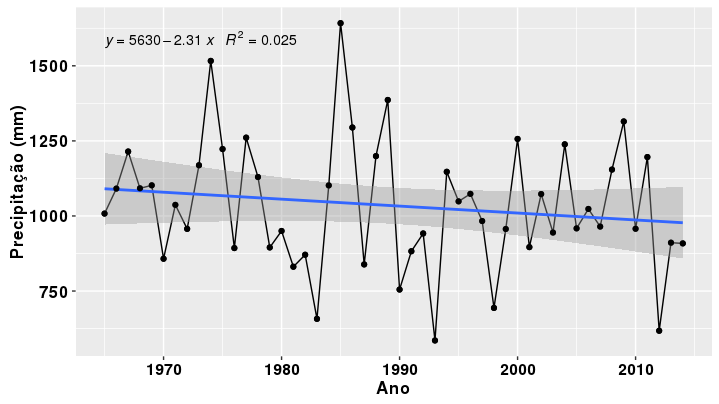 y = 5630 − 2.31 x R² = 0.025
1500
1250
1000
750
Precipitação (mm)
1970 1980 1990 2000 2010
Ano